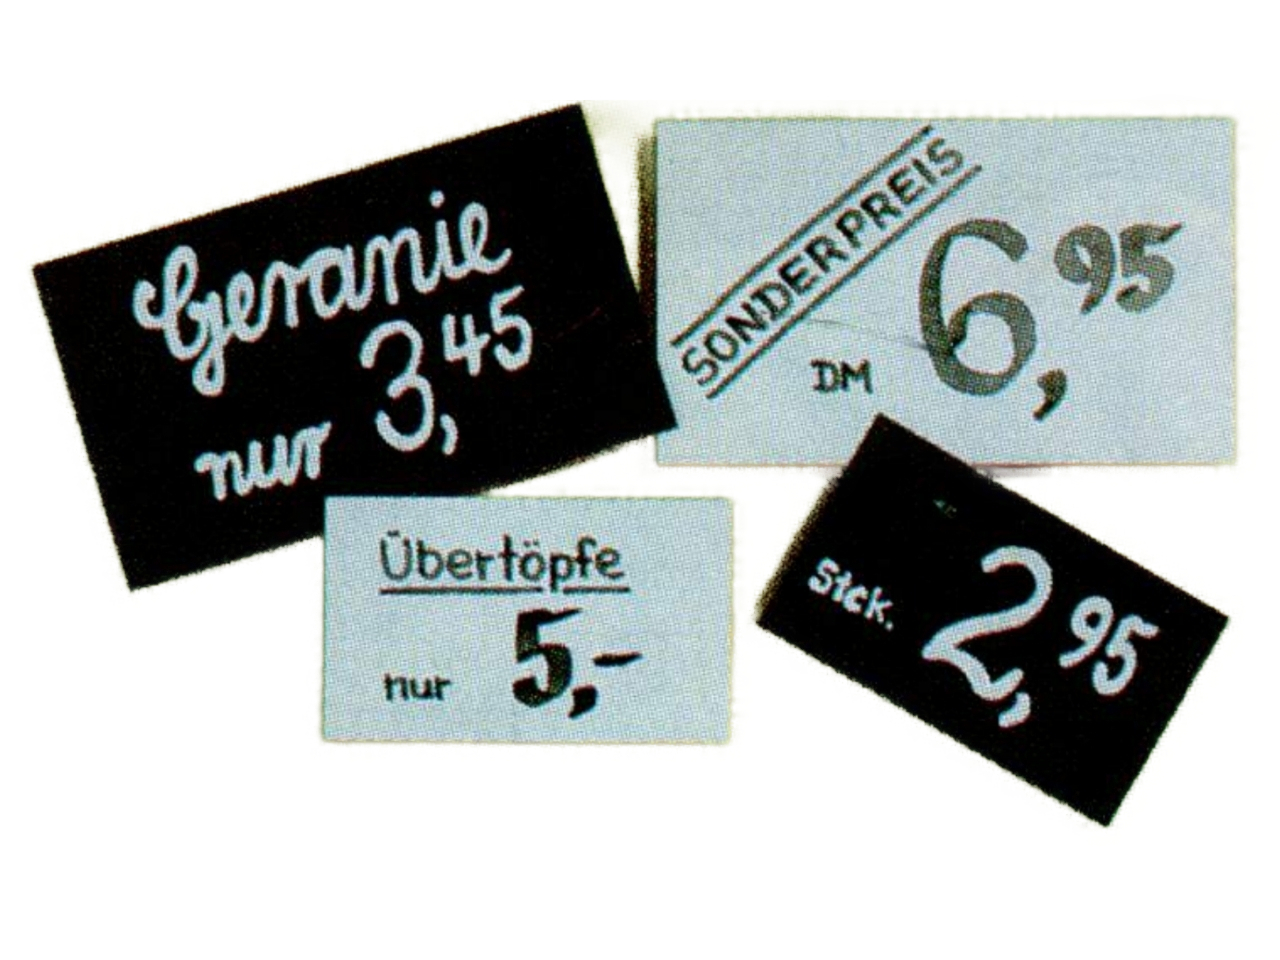 Geranie
nur 3,45
SONDERPREIS
DM 6,95
Übertöpfe
nur 5,-
Stck. 2,95